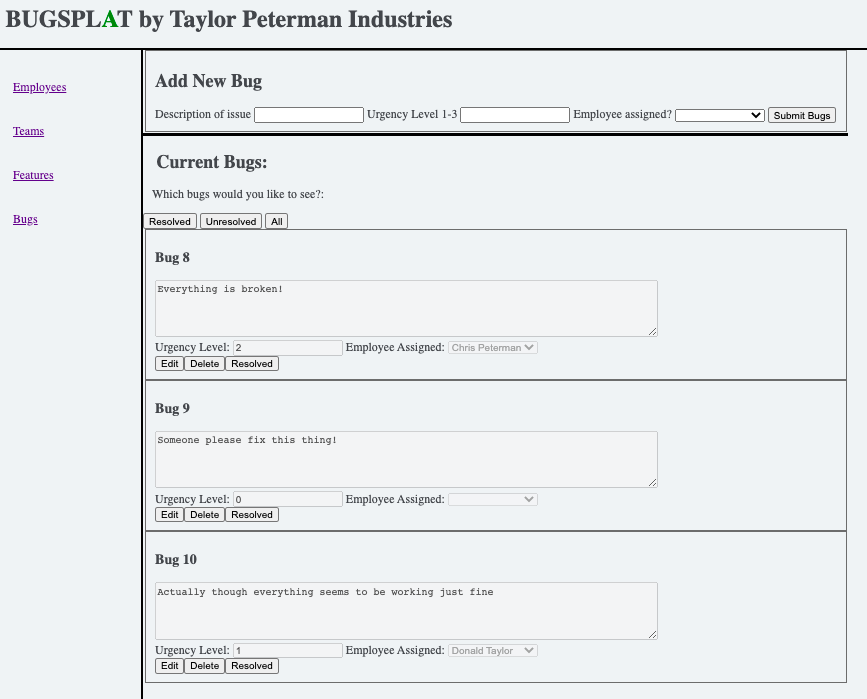 BUGSPLAT by Taylor Peterman Industries
Employees
Teams
Features
Bugs
Add New Bug
Description of issue Urgency Level 1-3 Employee assigned? Submit Bugs
Current Bugs:
Which bugs would you like to see?:
Resolved Unresolved All
Bug 8
Everything is broken!
Urgency Level: 2 Employee Assigned: Chris Peterman
Edit Delete Resolved
Bug 9
Someone please fix this thing!
Urgency Level: 0 Employee Assigned:
Edit Delete Resolved
Bug 10
Actually though everything seems to be working just fine
Urgency Level: 1 Employee Assigned: Donald Taylor
Edit Delete Resolved